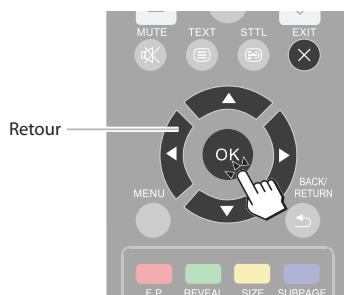 MUTE TEXT STTL EXIT
Retour
OK
MENU
BACK/
RETURN
F.P. REVEAL SIZE SUBPAGE